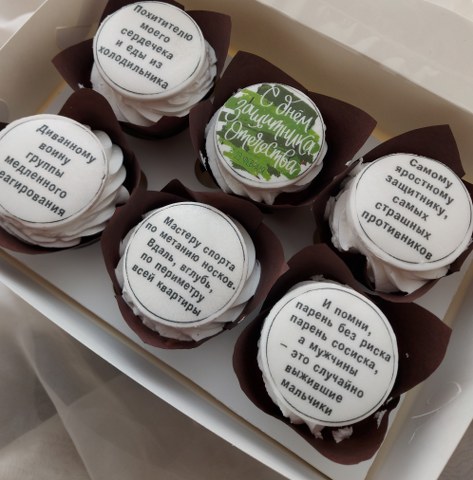 Похитителю
моего
сердечека
и еды из
холодильника
С днём
защитника
Отечества
Диванному
воину
группы
медленного
реагирования
Самому
яростному
защитнику,
самых
страшных
противников
Мастеру спорта
по метанию носков.
Вдаль, вглубь,
по периметру
всей квартиры
И помни,
парень без риска
парень сосиска,
а мужчины
– это случайно
выжившие
мальчики